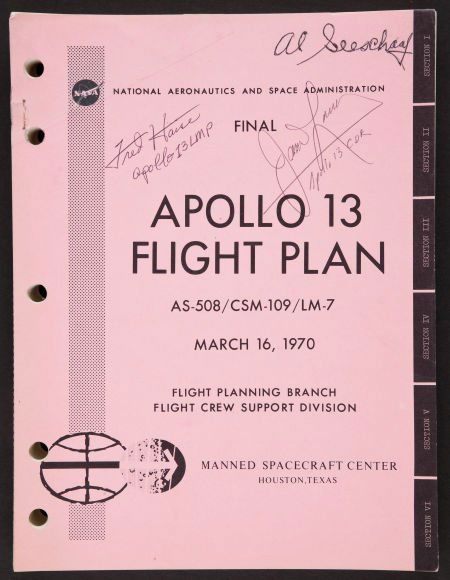 Al Seeschaaf
NASA
NATIONAL AERONAUTICS AND SPACE ADMINISTRATION
FINAL
Fred Haise
Apollo 13 LMP
James Lovell
Apollo 13 CDR
APOLLO 13
FLIGHT PLAN
AS-508/CSM-109/LM-7
MARCH 16, 1970
FLIGHT PLANNING BRANCH
FLIGHT CREW SUPPORT DIVISION
MANNED SPACECRAFT CENTER
HOUSTON, TEXAS
SECTION I
SECTION II
SECTION III
SECTION IV
SECTION V
SECTION VI